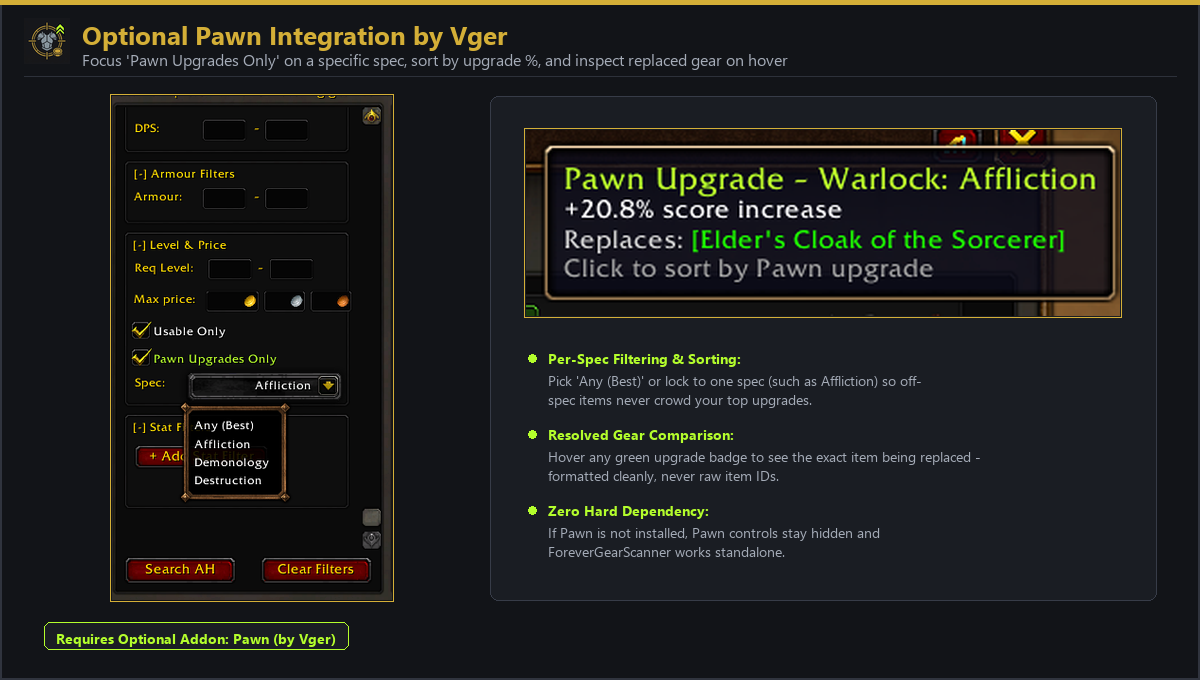 Optional Pawn Integration by Vger
Focus 'Pawn Upgrades Only' on a specific spec, sort by upgrade %, and inspect replaced gear on hover
DPS:
-
[-] Armour Filters
Armour:
-
[-] Level & Price
Req Level:
-
Max price:
Usable Only
Pawn Upgrades Only
Spec:
Affliction
[-] Stat F
+ Add
Any (Best)
Affliction
Demonology
Destruction
Search AH
Clear Filters
Requires Optional Addon: Pawn (by Vger)
Pawn Upgrade - Warlock: Affliction
+20.8% score increase
Replaces: [Elder's Cloak of the Sorcerer]
Click to sort by Pawn upgrade
Per-Spec Filtering & Sorting:
Pick 'Any (Best)' or lock to one spec (such as Affliction) so off-
spec items never crowd your top upgrades.
Resolved Gear Comparison:
Hover any green upgrade badge to see the exact item being replaced -
formatted cleanly, never raw item IDs.
Zero Hard Dependency:
If Pawn is not installed, Pawn controls stay hidden and
ForeverGearScanner works standalone.